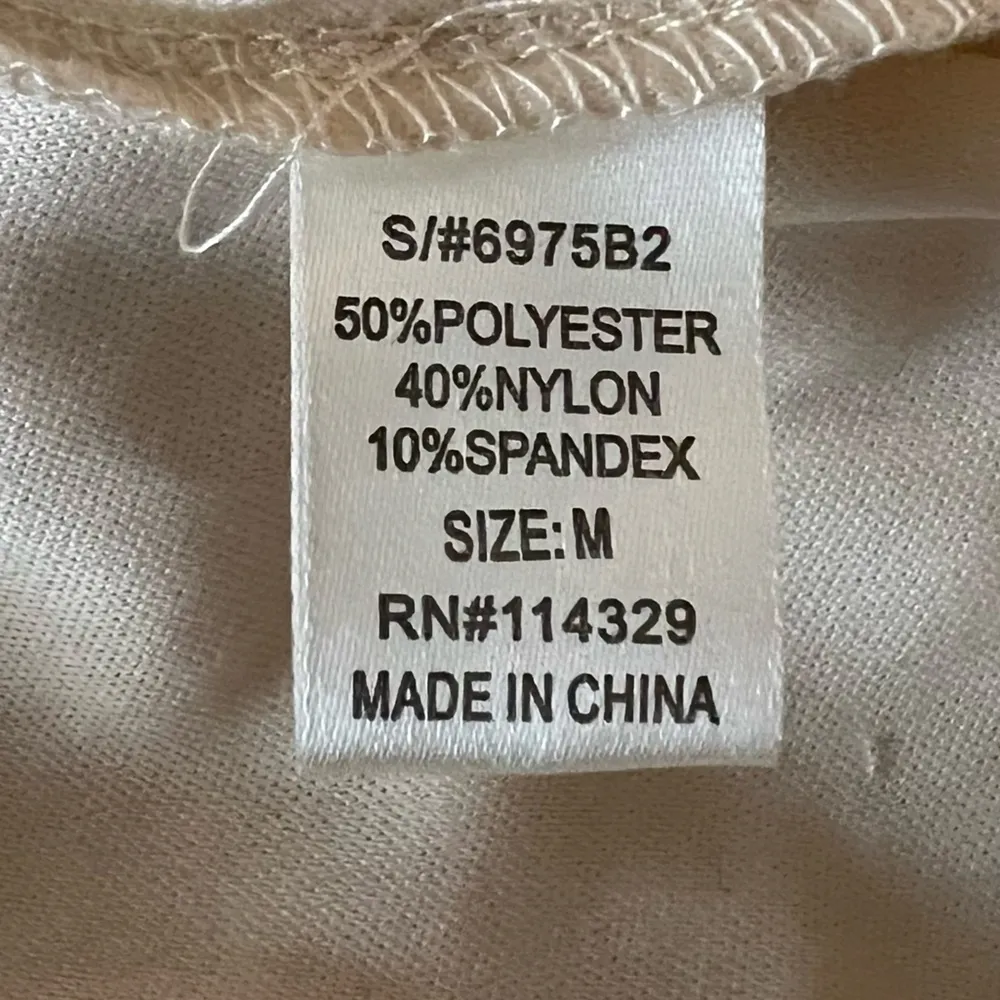 S/#6975B2
50%POLYESTER
40%NYLON
10%SPANDEX
SIZE: M
RN#114329
MADE IN CHINA